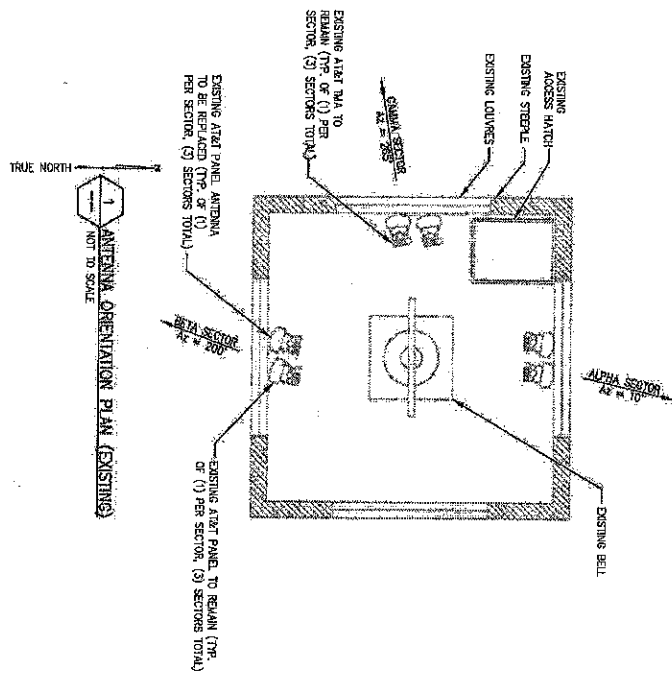 EXISTING
ACCESS HATCH
EXISTING STEEPLE
EXISTING LOUVRES
GAMMA SECTOR
AZ = 265°
EXISTING AT&T TMA TO
REMAIN (TYP. OF (1) PER
SECTOR, (3) SECTORS TOTAL)
EXISTING AT&T PANEL ANTENNA
TO BE REPLACED (TYP. OF (1)
PER SECTOR, (3) SECTORS TOTAL)
BETA SECTOR
AZ = 200°
ALPHA SECTOR
AZ = 10°
EXISTING BELL
EXISTING AT&T PANEL TO REMAIN (TYP.
OF (1) PER SECTOR, (3) SECTORS TOTAL)
TRUE NORTH
1
ANTENNA ORIENTATION PLAN (EXISTING)
NOT TO SCALE